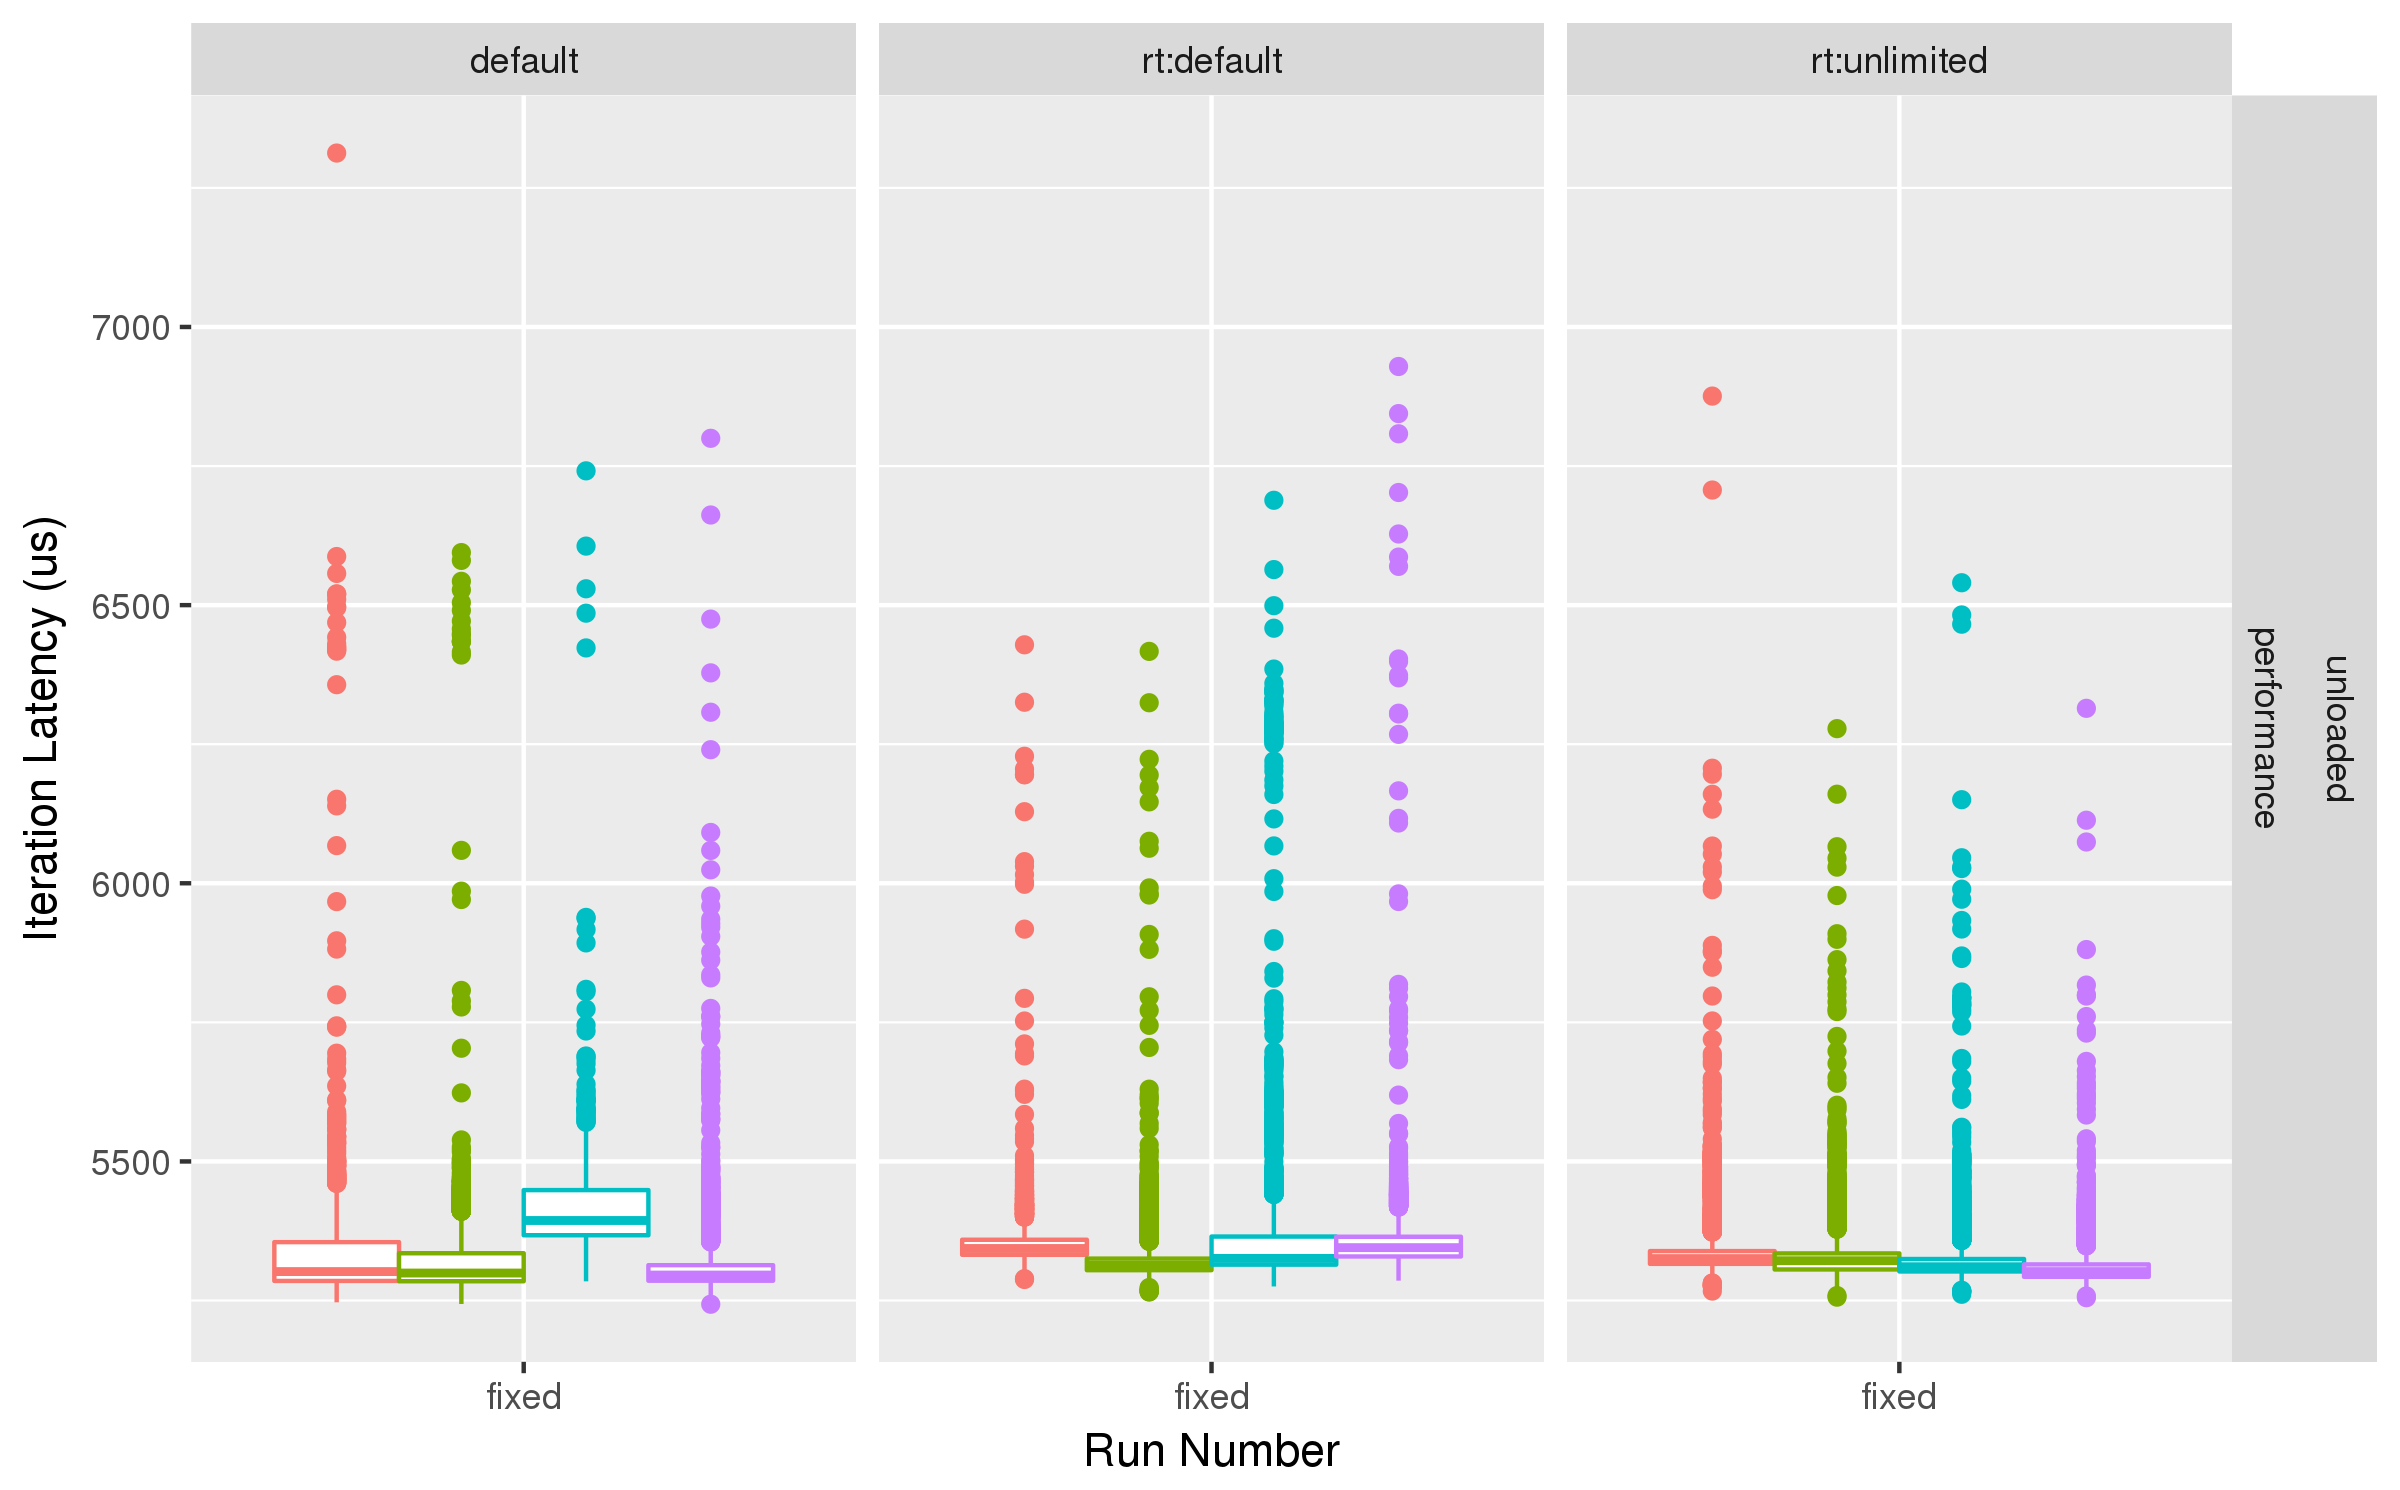 default
rt:default
rt:unlimited
7000
6500
6000
5500
Iteration Latency (us)
unloaded
performance
fixed
fixed
fixed
Run Number